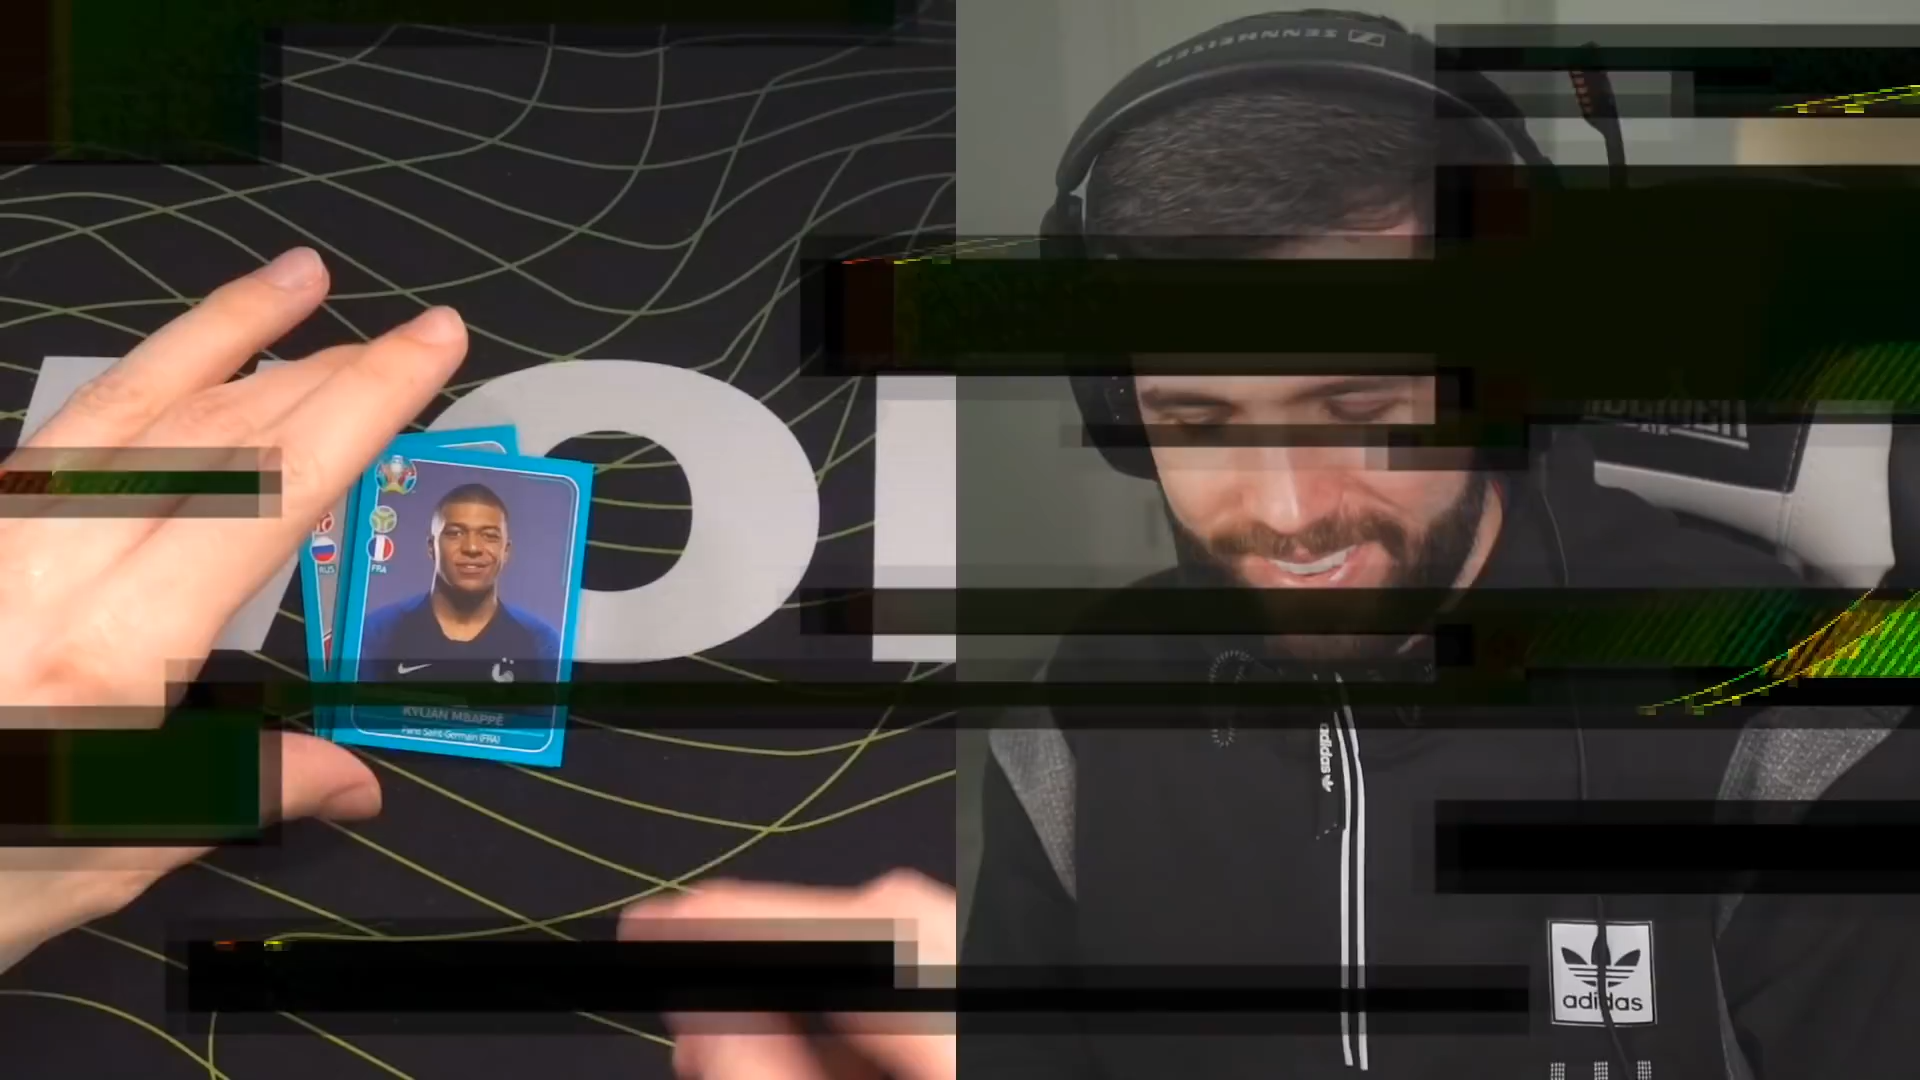 SENNHEISER
RUS
FRA
KYLIAN MBAPPÉ
Paris Saint-Germain (FRA)
adidas
adidas